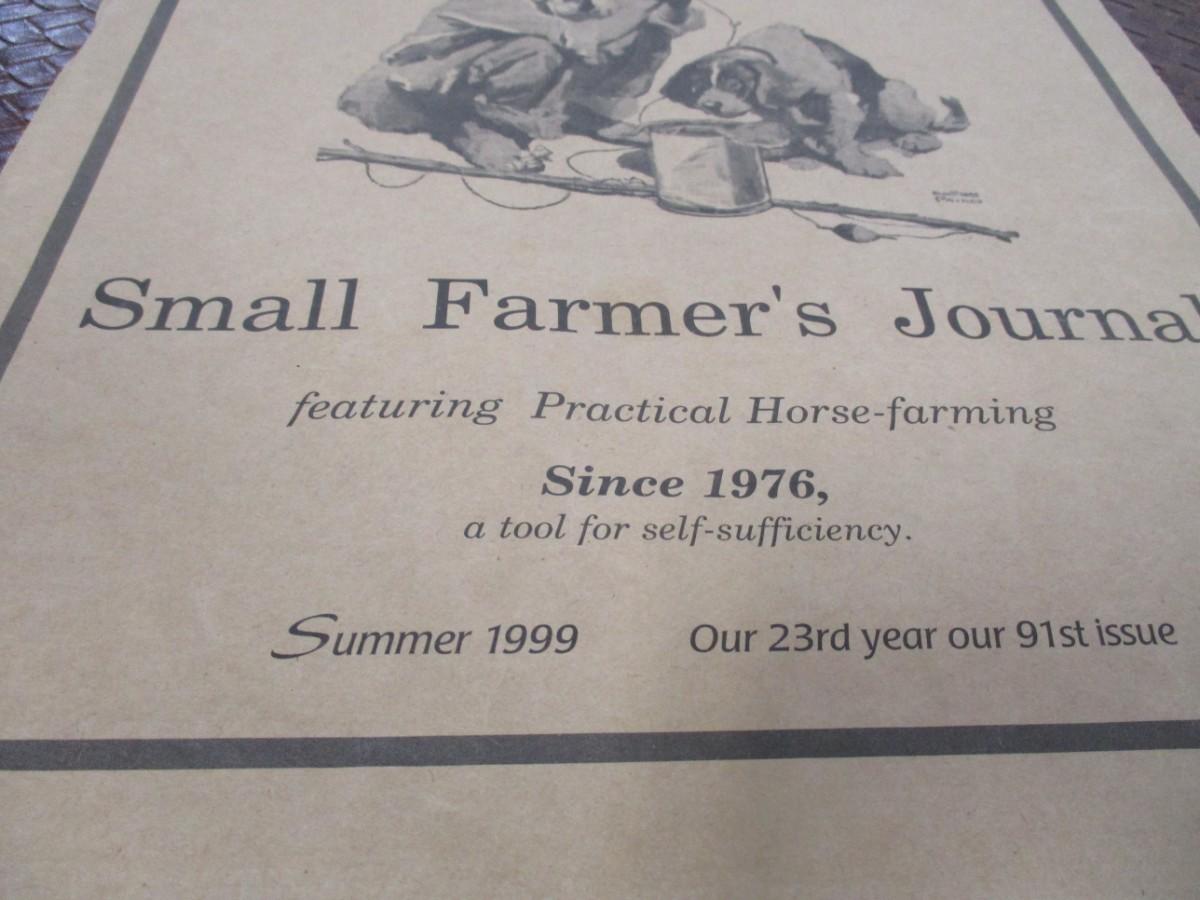 Small Farmer's Journal
featuring Practical Horse-farming
Since 1976,
a tool for self-sufficiency.
Summer 1999 Our 23rd year our 91st issue